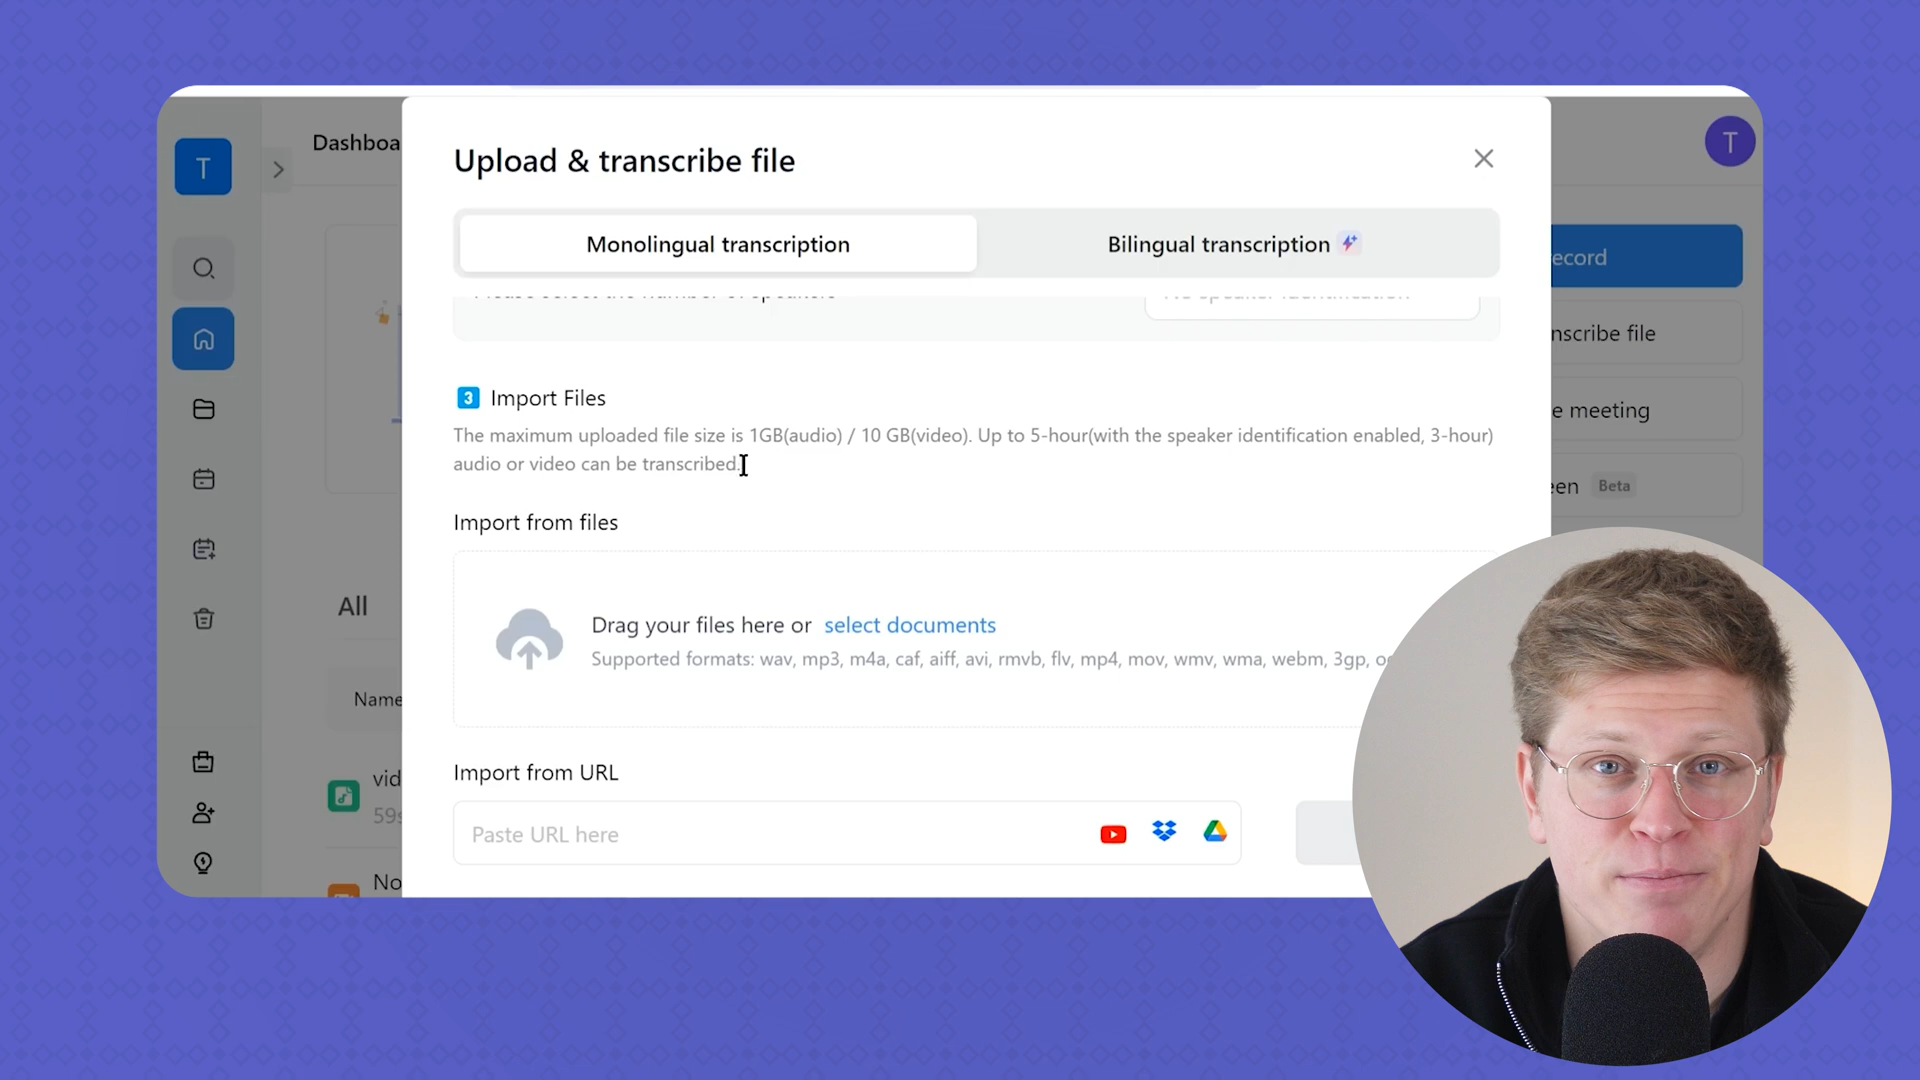 T
Dashboa
T
Upload & transcribe file
Monolingual transcription
Bilingual transcription
ecord
nscribe file
3 Import Files
The maximum uploaded file size is 1GB(audio) / 10 GB(video). Up to 5-hour(with the speaker identification enabled, 3-hour)
audio or video can be transcribed.
e meeting
een Beta
Import from files
All
Drag your files here or select documents
Supported formats: wav, mp3, m4a, caf, aiff, avi, rmvb, flv, mp4, mov, wmv, wma, webm, 3gp,
Name
Import from URL
vid
59s
Paste URL here
No